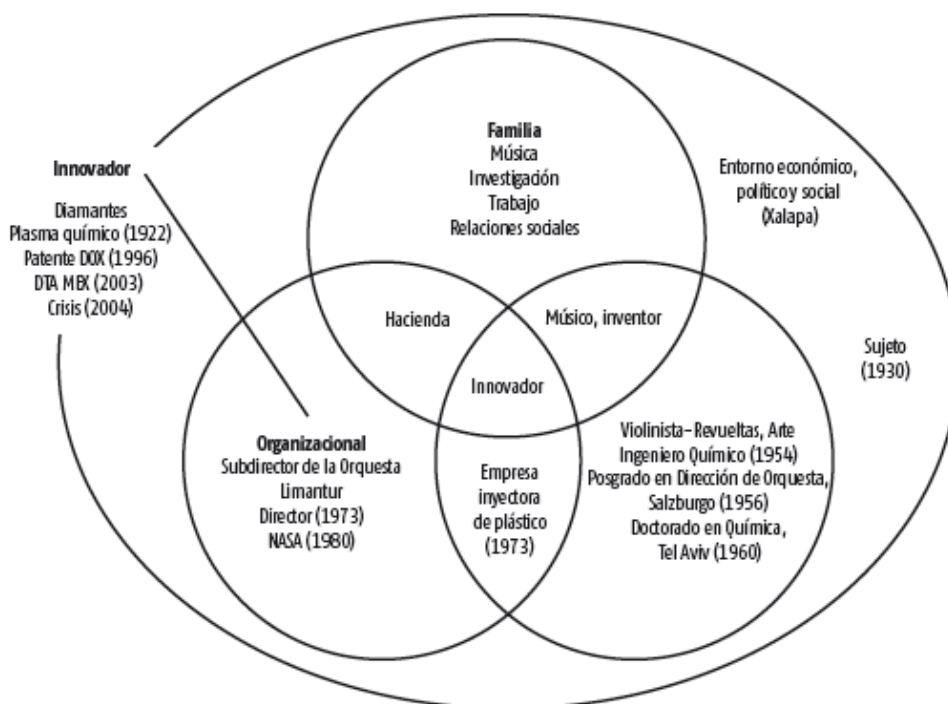 Familia
Música
Investigación
Trabajo
Relaciones sociales
Innovador
Diamantes
Plasma químico (1922)
Patente DOX (1996)
DTA MEX (2003)
Crisis (2004)
Entorno económico,
político y social
(Xalapa)
Hacienda
Músico, inventor
Sujeto
(1930)
Innovador
Organizacional
Subdirector de la Orquesta
Limantur
Director (1973)
NASA (1980)
Empresa
inyectora
de plástico
(1973)
Violinista-Revueltas, Arte
Ingeniero Químico (1954)
Posgrado en Dirección de Orquesta,
Salzburgo (1956)
Doctorado en Química,
Tel Aviv (1960)